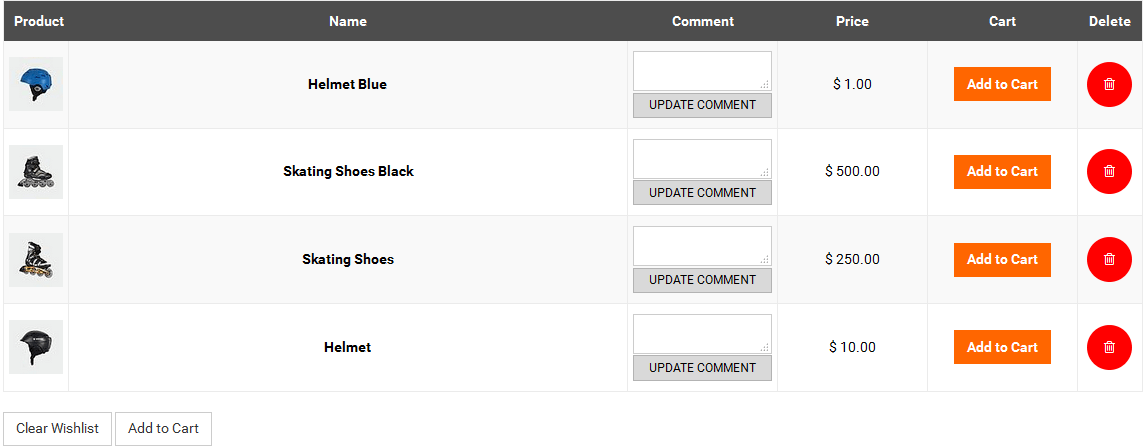 Product Name Comment Price Cart Delete
Helmet Blue $ 1.00 Add to Cart
UPDATE COMMENT
Skating Shoes Black $ 500.00 Add to Cart
UPDATE COMMENT
Skating Shoes $ 250.00 Add to Cart
UPDATE COMMENT
Helmet $ 10.00 Add to Cart
UPDATE COMMENT
Clear Wishlist Add to Cart